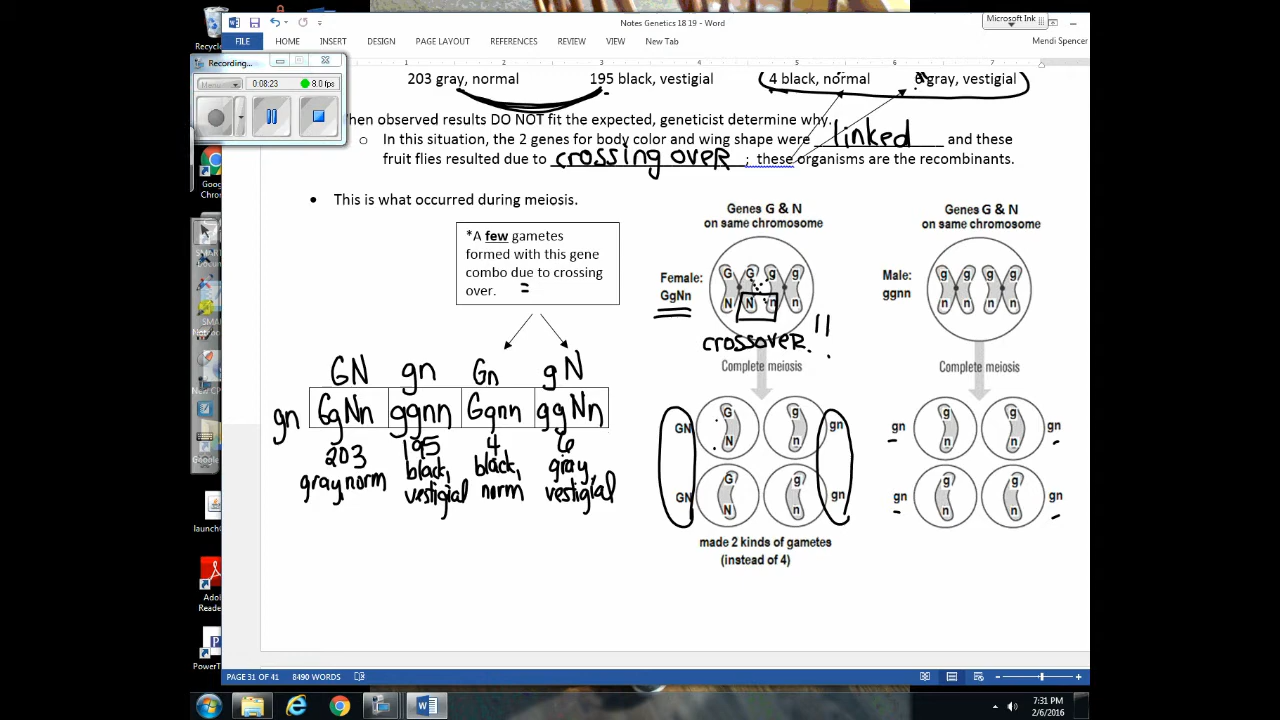 Notes Genetics 18 19 - Word
Microsoft Ink
FILE HOME INSERT DESIGN PAGE LAYOUT REFERENCES REVIEW VIEW New Tab
Mendi Spencer
Recording...
0:08:23
8.0 fps
203 gray, normal 195 black, vestigial 4 black, normal gray, vestigial
hen observed results DO NOT fit the expected, geneticist determine why.
o In this situation, the 2 genes for body color and wing shape were linked and these
fruit flies resulted due to crossing over ; these organisms are the recombinants.
• This is what occurred during meiosis.
*A few gametes
formed with this gene
combo due to crossing
over.
Genes G & N
on same chromosome
G G g g
Female:
GgNn
N N n n
crossover!!
Complete meiosis
Genes G & N
on same chromosome
g g g g
Male:
ggnn
n n n n
Complete meiosis
GN gn Gn gN
gn GgNn ggnn Ggnn ggNn
203 195 4 6
gray, norm black, vestigial black, norm gray, vestigial
GN G N g n gn
GN G N g n gn
made 2 kinds of gametes
(instead of 4)
gn g n g n gn
gn g n g n gn
PAGE 31 OF 41 8490 WORDS
7:31 PM
2/6/2016